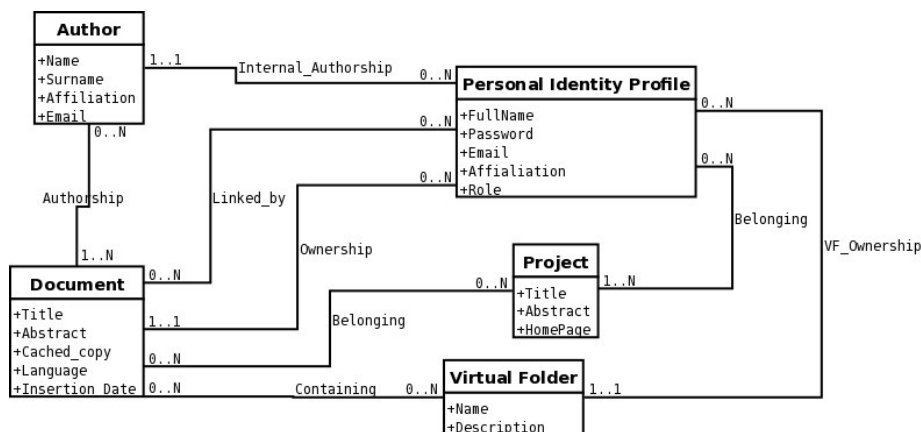 Author
+Name
+Surname
+Affiliation
+Email
1..1
Internal_Authorship
0..N
Personal Identity Profile
+FullName
+Password
+Email
+Affialiation
+Role
0..N
0..N
0..N
0..N
0..N
Authorship
Linked_by
Ownership
Belonging
VF_Ownership
1..N
Document
+Title
+Abstract
+Cached_copy
+Language
+Insertion Date
0..N
1..1
0..N
0..N
Belonging
0..N
Project
+Title
+Abstract
+HomePage
1..N
Containing
0..N
Virtual Folder
+Name
+Description
1..1